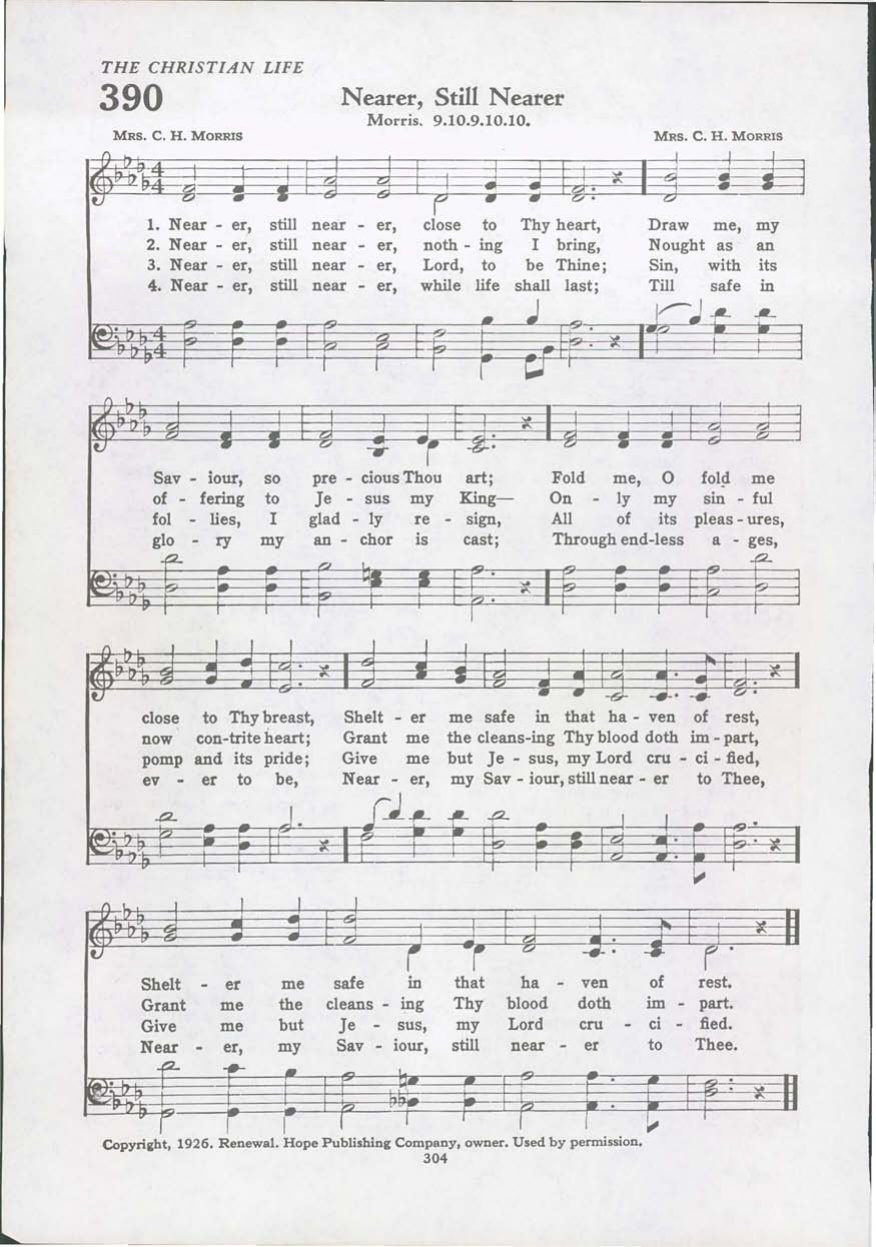 THE CHRISTIAN LIFE
390
Nearer, Still Nearer
Morris. 9.10.9.10.10.
MRS. C. H. MORRIS
MRS. C. H. MORRIS
1. Near - er, still near - er, close to Thy heart, Draw me, my
2. Near - er, still near - er, noth - ing I bring, Nought as an
3. Near - er, still near - er, Lord, to be Thine; Sin, with its
4. Near - er, still near - er, while life shall last; Till safe in
Sav - iour, so pre - cious Thou art; Fold me, O fold me
of - fering to Je - sus my King— On - ly my sin - ful
fol - lies, I glad - ly re - sign, All of its pleas - ures,
glo - ry my an - chor is cast; Through end-less a - ges,
close to Thy breast, Shelt - er me safe in that ha - ven of rest,
now con-trite heart; Grant me the cleans-ing Thy blood doth im - part,
pomp and its pride; Give me but Je - sus, my Lord cru - ci - fied,
ev - er to be, Near - er, my Sav - iour, still near - er to Thee,
Shelt - er me safe in that ha - ven of rest.
Grant me the cleans - ing Thy blood doth im - part.
Give me but Je - sus, my Lord cru - ci - fied.
Near - er, my Sav - iour, still near - er to Thee.
Copyright, 1926. Renewal. Hope Publishing Company, owner. Used by permission.
304